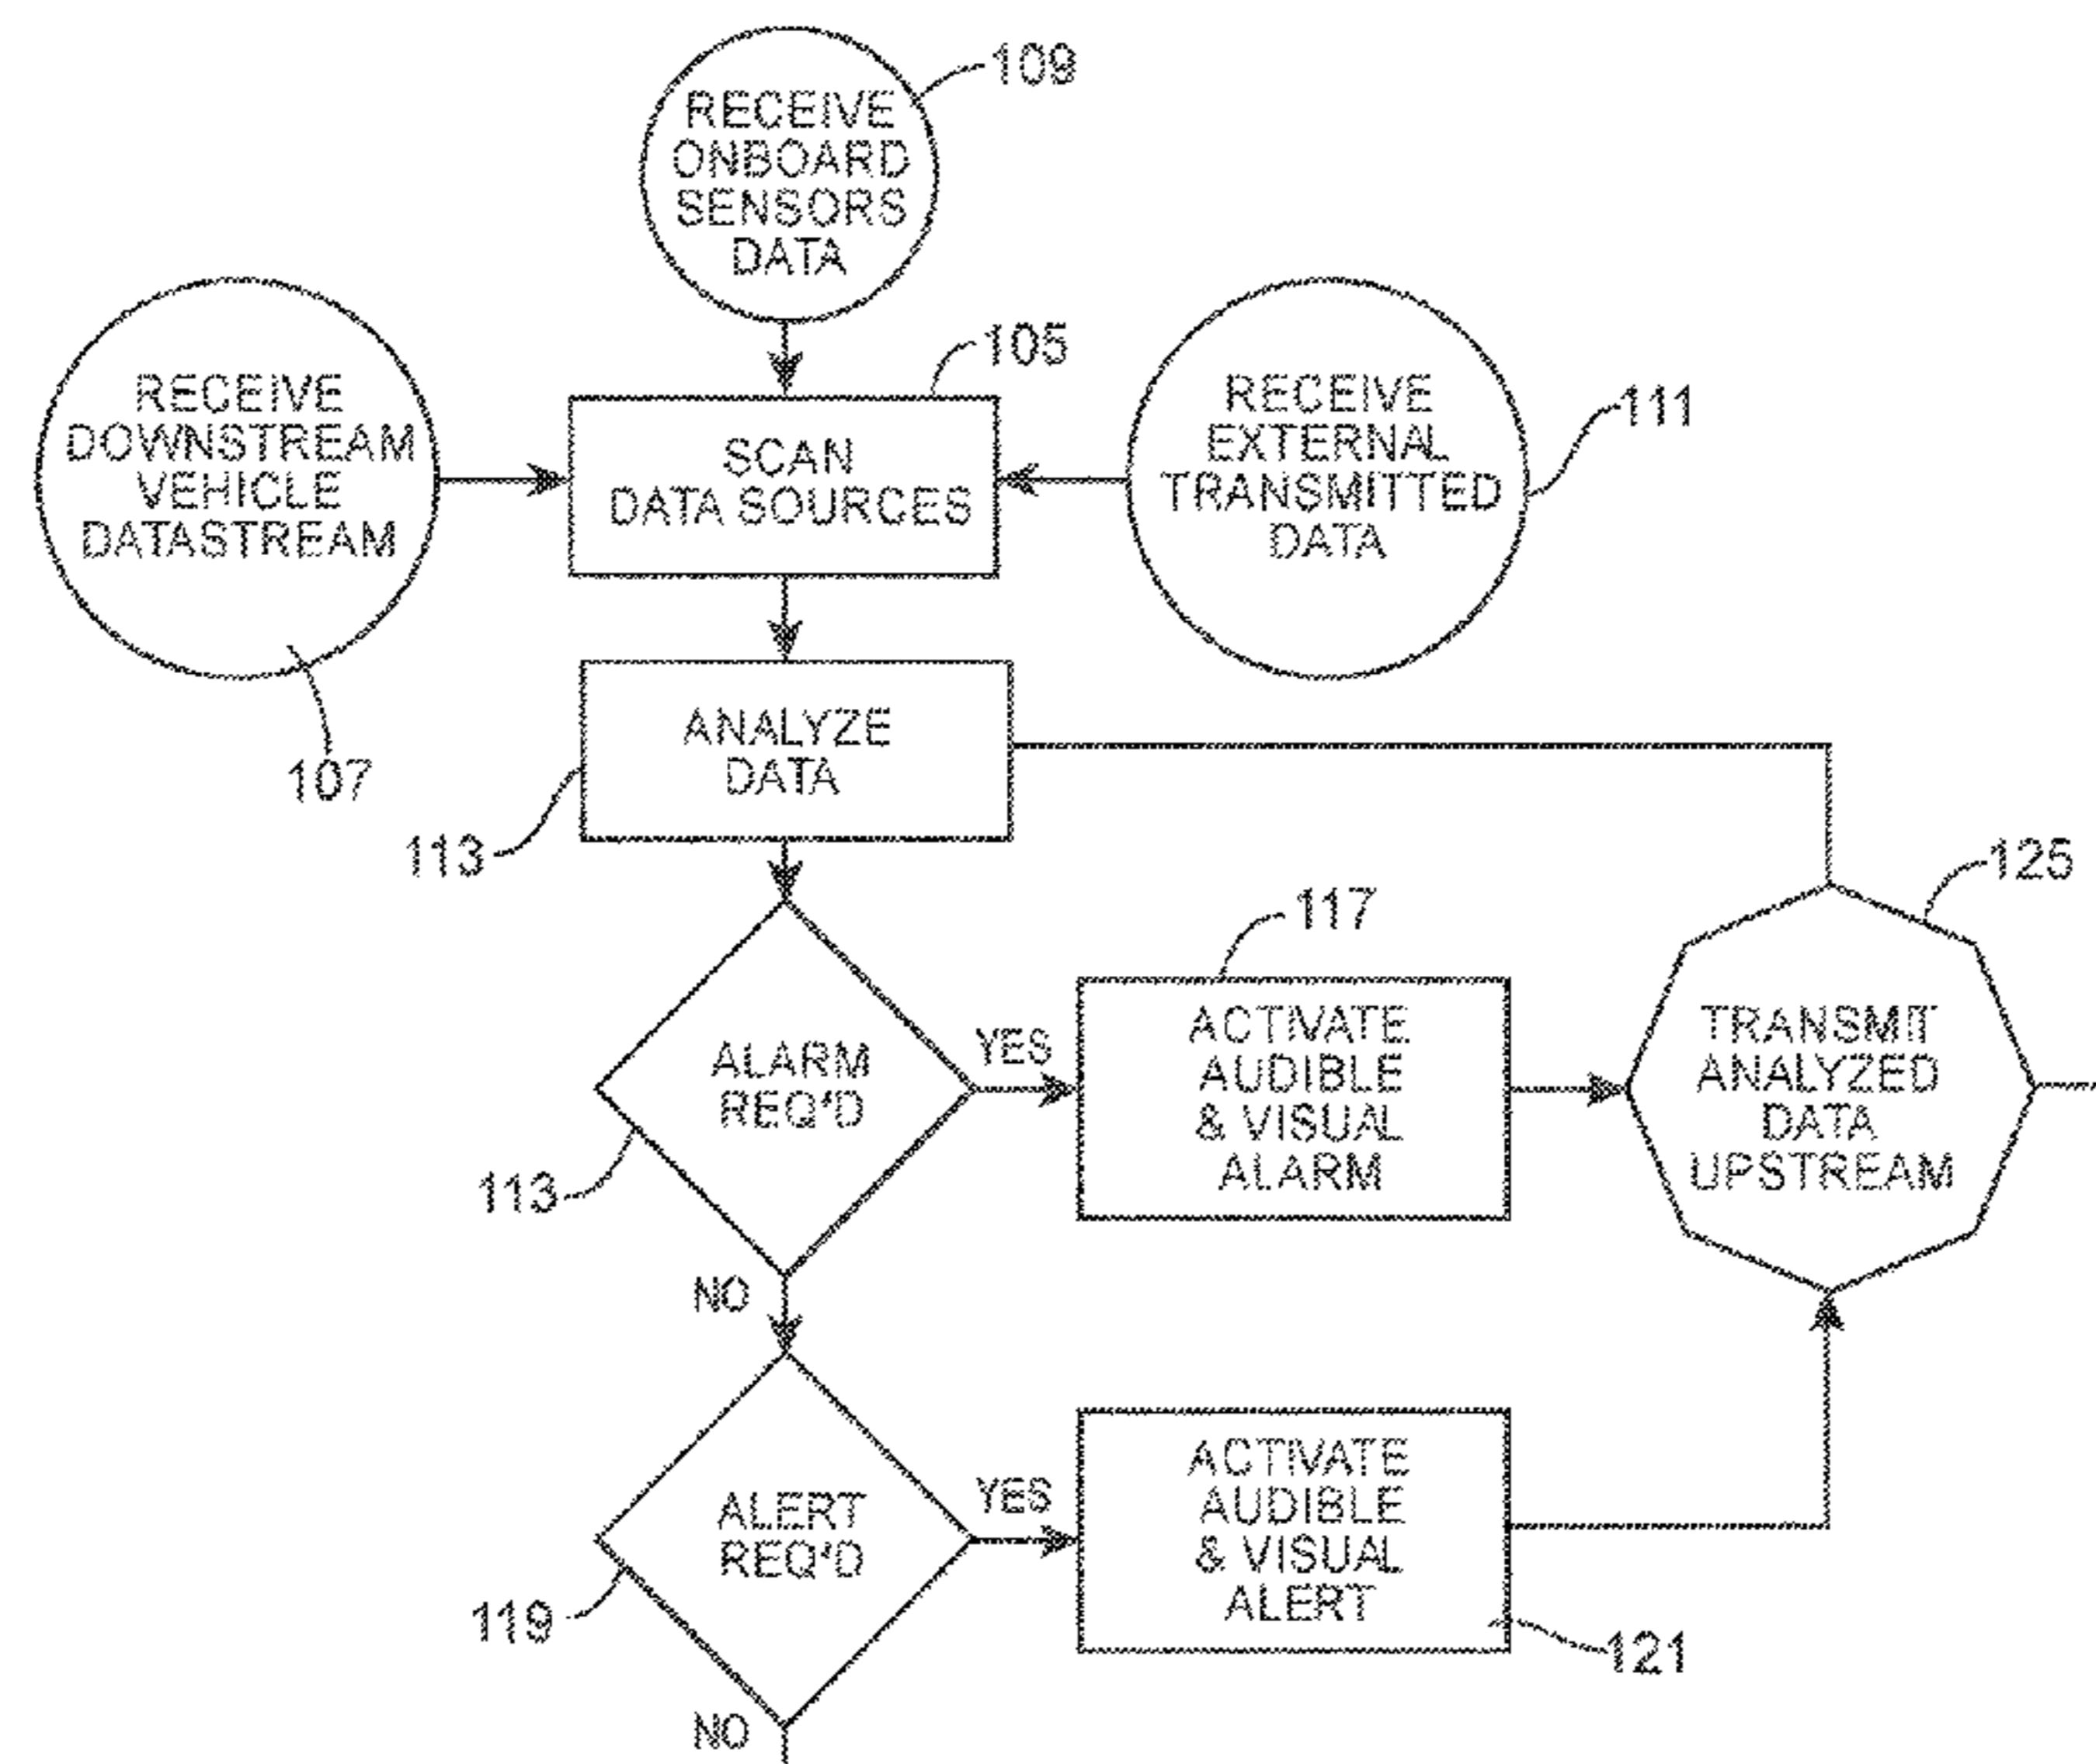 109
RECEIVE
ONBOARD
SENSORS
DATA
105
RECEIVE
DOWNSTREAM
VEHICLE
DATASTREAM
SCAN
DATA SOURCES
RECEIVE
EXTERNAL
TRANSMITTED
DATA
111
107
ANALYZE
DATA
113
125
117
ALARM
REQ'D
YES
ACTIVATE
AUDIBLE
& VISUAL
ALARM
TRANSMIT
ANALYZED
DATA
UPSTREAM
113
NO
ALERT
REQ'D
YES
ACTIVATE
AUDIBLE
& VISUAL
ALERT
119
121
NO